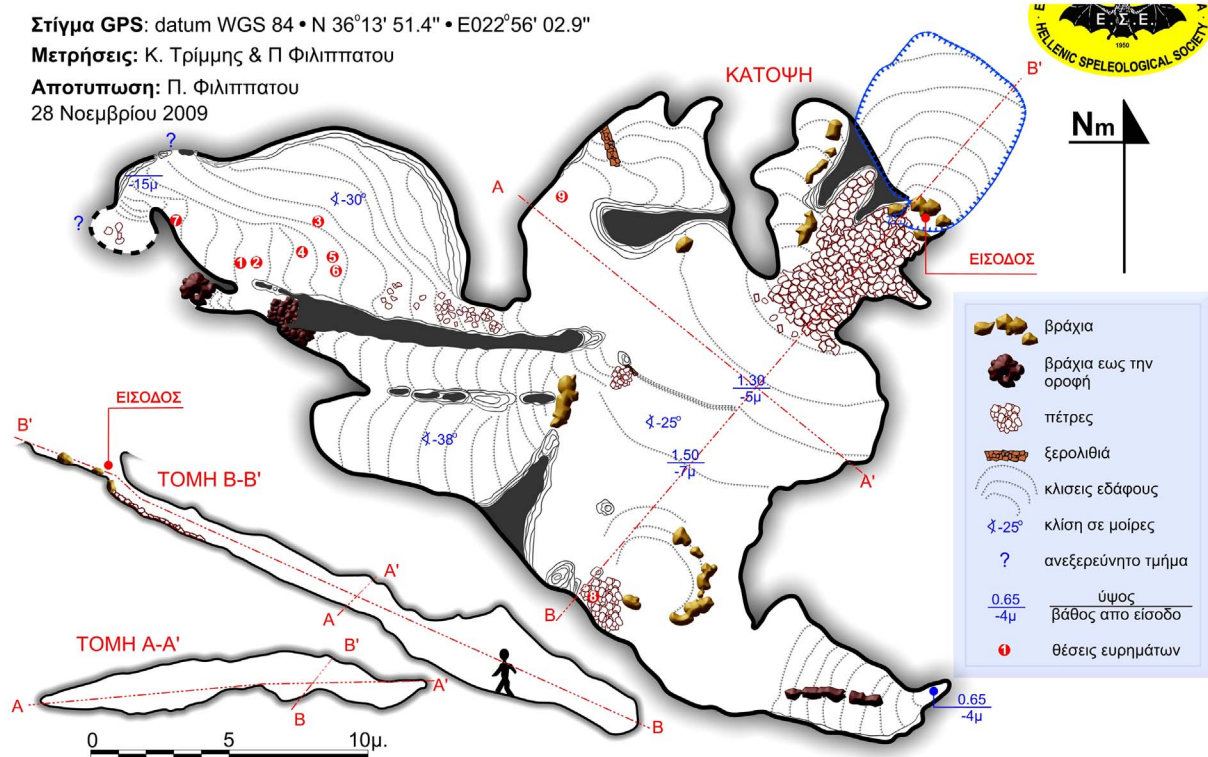 Στίγμα GPS: datum WGS 84 • N 36°13' 51.4" • E022°56' 02.9"
Μετρήσεις: Κ. Τρίμμης & Π Φιλιππατου
Αποτυπωση: Π. Φιλιππατου
28 Νοεμβρίου 2009
Ε.Σ.Ε.
1950
HELLENIC SPELEOLOGICAL SOCIETY
ΚΑΤΟΨΗ
B'
Nm
?
-15μ
∢-30°
A
9
?
7
3
1
2
4
5
6
ΕΙΣΟΔΟΣ
1.30
-5μ
∢-25°
∢-38°
1.50
-7μ
A'
8
B
0.65
-4μ
βράχια
βράχια εως την
οροφή
πέτρες
ξερολιθιά
κλισεις εδάφους
∢-25°
κλίση σε μοίρες
?
ανεξερεύνητο τμήμα
0.65
-4μ
ύψος
βάθος απο είσοδο
1
θέσεις ευρημάτων
ΕΙΣΟΔΟΣ
B'
ΤΟΜΗ Β-Β'
A'
A
B
ΤΟΜΗ Α-Α'
B'
A
A'
B
0
5
10μ.